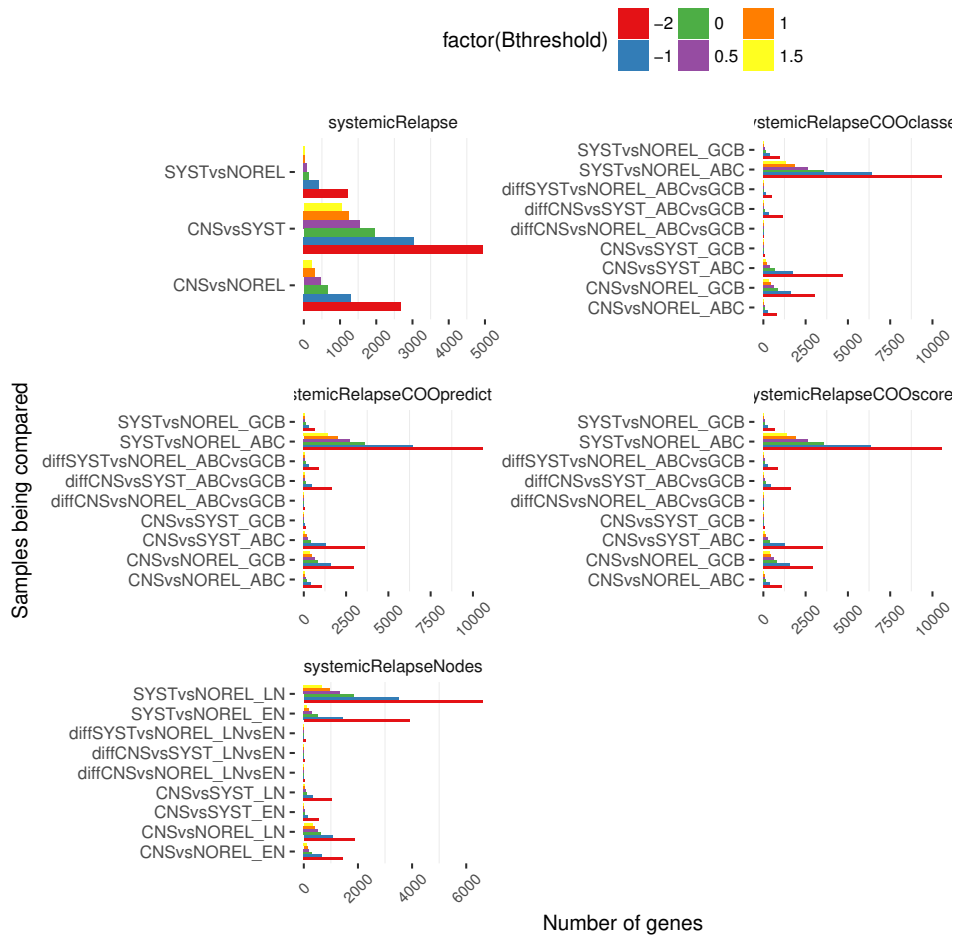 factor(Bthreshold)
−2 0 1
−1 0.5 1.5
systemicRelapse
SYSTvsNOREL
CNSvsSYST
CNSvsNOREL
0 1000 2000 3000 4000 5000
ystemicRelapseCOOclasse
SYSTvsNOREL_GCB
SYSTvsNOREL_ABC
diffSYSTvsNOREL_ABCvsGCB
diffCNSvsSYST_ABCvsGCB
diffCNSvsNOREL_ABCvsGCB
CNSvsSYST_GCB
CNSvsSYST_ABC
CNSvsNOREL_GCB
CNSvsNOREL_ABC
0 2500 5000 7500 10000
Samples being compared
stemicRelapseCOOpredict
SYSTvsNOREL_GCB
SYSTvsNOREL_ABC
diffSYSTvsNOREL_ABCvsGCB
diffCNSvsSYST_ABCvsGCB
diffCNSvsNOREL_ABCvsGCB
CNSvsSYST_GCB
CNSvsSYST_ABC
CNSvsNOREL_GCB
CNSvsNOREL_ABC
0 2500 5000 7500 10000
ystemicRelapseCOOscore
SYSTvsNOREL_GCB
SYSTvsNOREL_ABC
diffSYSTvsNOREL_ABCvsGCB
diffCNSvsSYST_ABCvsGCB
diffCNSvsNOREL_ABCvsGCB
CNSvsSYST_GCB
CNSvsSYST_ABC
CNSvsNOREL_GCB
CNSvsNOREL_ABC
0 2500 5000 7500 10000
systemicRelapseNodes
SYSTvsNOREL_LN
SYSTvsNOREL_EN
diffSYSTvsNOREL_LNvsEN
diffCNSvsSYST_LNvsEN
diffCNSvsNOREL_LNvsEN
CNSvsSYST_LN
CNSvsSYST_EN
CNSvsNOREL_LN
CNSvsNOREL_EN
0 2000 4000 6000
Number of genes